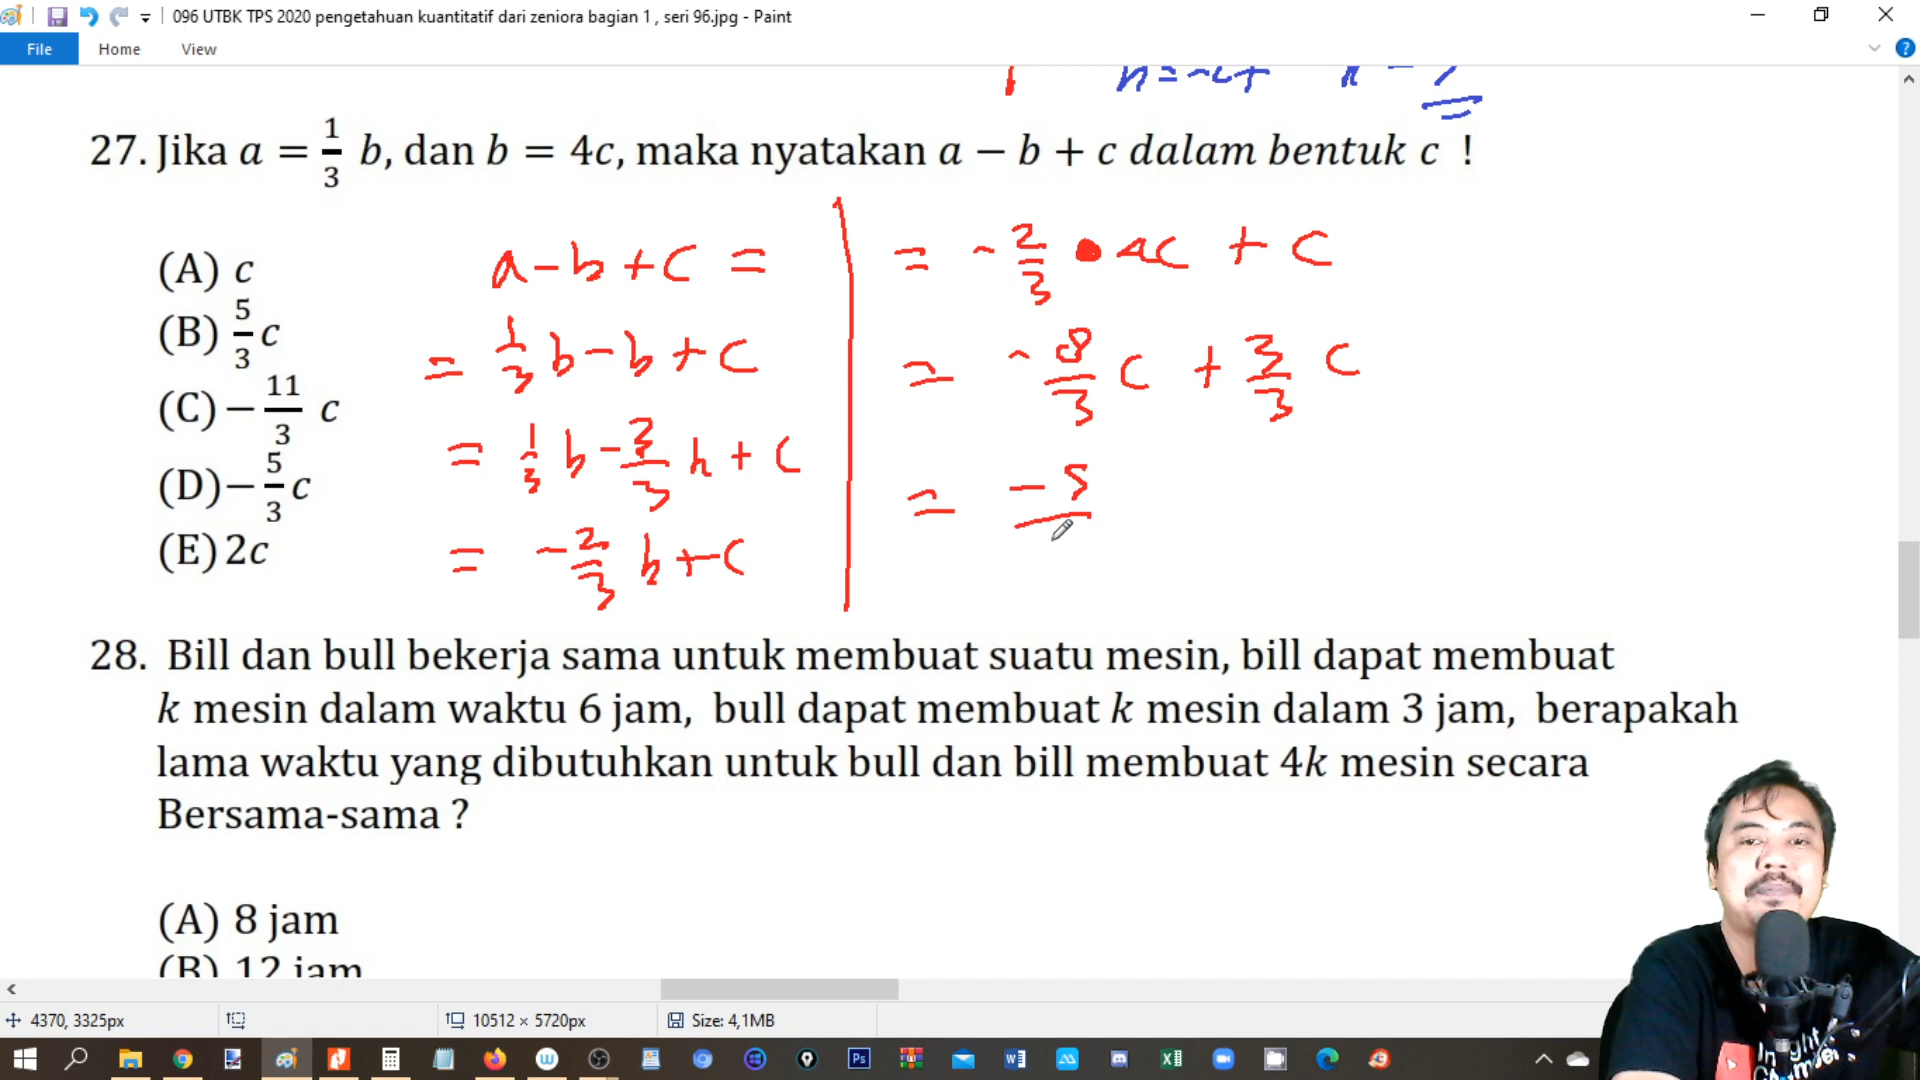 096 UTBK TPS 2020 pengetahuan kuantitatif dari zeniora bagian 1 , seri 96.jpg - Paint
File Home View
27. Jika a = 1/3 b, dan b = 4c, maka nyatakan a − b + c dalam bentuk c !
(A) c
(B) 5/3 c
(C) − 11/3 c
(D) − 5/3 c
(E) 2c
a - b + c =
= 1/3 b - b + c
= 1/3 b - 3/3 b + c
= - 2/3 b + c
= - 2/3 • 4c + c
= - 8/3 c + 3/3 c
= - 5
28. Bill dan bull bekerja sama untuk membuat suatu mesin, bill dapat membuat
k mesin dalam waktu 6 jam, bull dapat membuat k mesin dalam 3 jam, berapakah
lama waktu yang dibutuhkan untuk bull dan bill membuat 4k mesin secara
Bersama-sama ?
(A) 8 jam
(B) 12 jam
4370, 3325px
10512 × 5720px
Size: 4,1MB